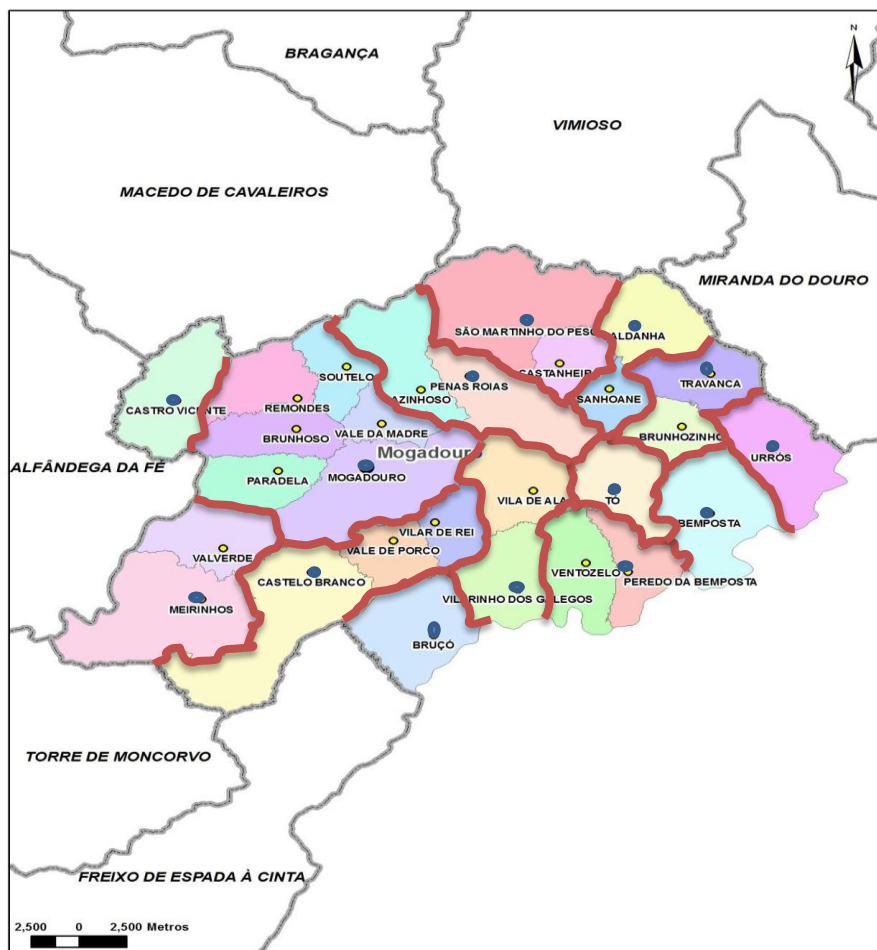 BRAGANÇA
N
VIMIOSO
MACEDO DE CAVALEIROS
MIRANDA DO DOURO
SÃO MARTINHO DO PESO
ALDANHA
CASTANHEIR
SOUTELO
PENAS ROIAS
TRAVANCA
AZINHOSO
SANHOANE
CASTRO VICENTE
REMONDES
BRUNHOSO
VALE DA MADRE
BRUNHOZINHO
Mogadouro
URRÓS
ALFÂNDEGA DA FÉ
PARADELA
MOGADOURO
VILA DE ALA
TÓ
BEMPOSTA
VILAR DE REI
VALVERDE
VALE DE PORCO
CASTELO BRANCO
VENTOZELO
PEREDO DA BEMPOSTA
MEIRINHOS
VILARINHO DOS GALEGOS
BRUÇÓ
TORRE DE MONCORVO
FREIXO DE ESPADA À CINTA
2,500 0 2,500 Metros